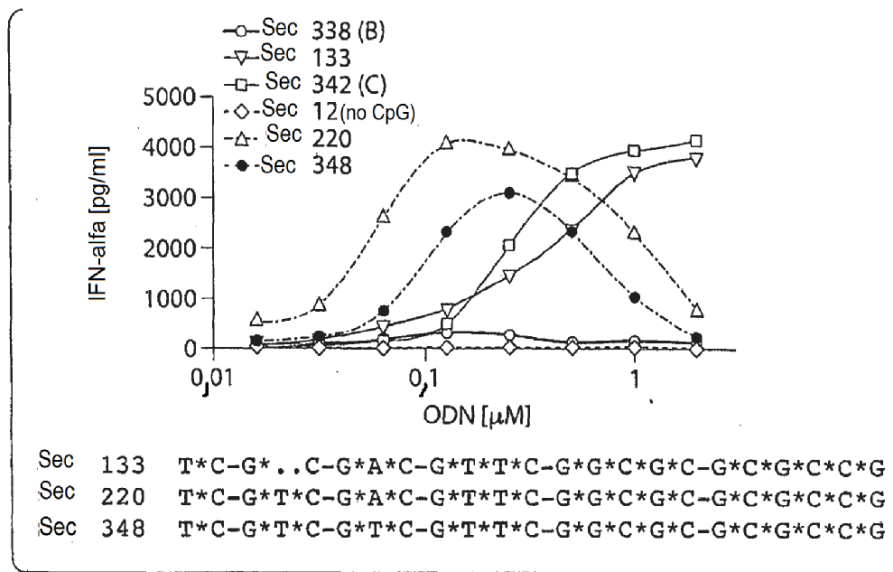 Sec 338 (B)
Sec 133
Sec 342 (C)
Sec 12 (no CpG)
Sec 220
Sec 348
5000
4000
3000
2000
1000
0
IFN-alfa [pg/ml]
0,01 0,1 1
ODN [μM]
Sec 133 T*C-G*..C-G*A*C-G*T*T*C-G*G*C*G*C-G*C*G*C*C*G
Sec 220 T*C-G*T*C-G*A*C-G*T*T*C-G*G*C*G*C-G*C*G*C*C*G
Sec 348 T*C-G*T*C-G*T*C-G*T*T*C-G*G*C*G*C-G*C*G*C*C*G